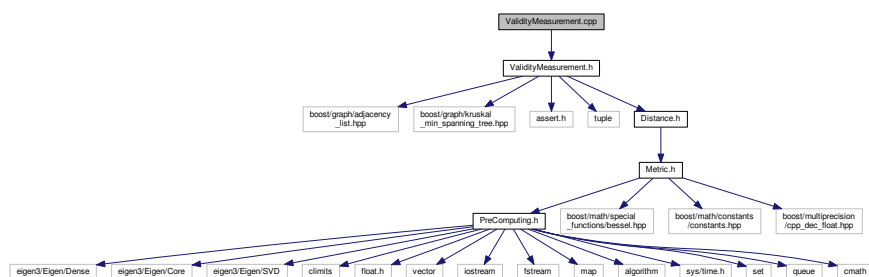 ValidityMeasurement.cpp
ValidityMeasurement.h
boost/graph/adjacency
_list.hpp
boost/graph/kruskal
_min_spanning_tree.hpp
assert.h
tuple
Distance.h
Metric.h
PreComputing.h
boost/math/special
_functions/bessel.hpp
boost/math/constants
/constants.hpp
boost/multiprecision
/cpp_dec_float.hpp
eigen3/Eigen/Dense
eigen3/Eigen/Core
eigen3/Eigen/SVD
climits
float.h
vector
iostream
fstream
map
algorithm
sys/time.h
set
queue
cmath